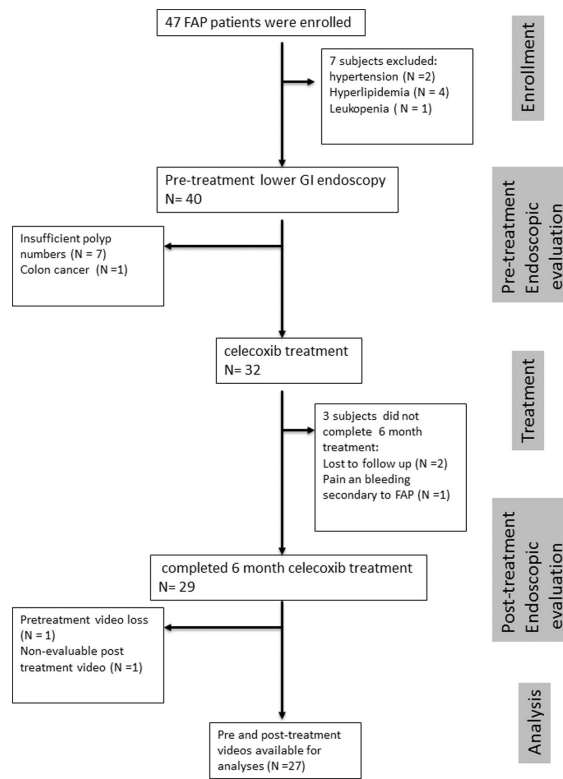 47 FAP patients were enrolled
7 subjects excluded:
hypertension (N =2)
Hyperlipidemia (N = 4)
Leukopenia ( N = 1)
Enrollment
Pre-treatment lower GI endoscopy
N= 40
Insufficient polyp
numbers (N = 7)
Colon cancer (N =1)
Pre-treatment
Endoscopic
evaluation
celecoxib treatment
N= 32
3 subjects did not
complete 6 month
treatment:
Lost to follow up (N =2)
Pain an bleeding
secondary to FAP (N =1)
Treatment
completed 6 month celecoxib treatment
N= 29
Pretreatment video loss
(N = 1)
Non-evaluable post
treatment video (N =1)
Post-treatment
Endoscopic
evaluation
Pre and post-treatment
videos available for
analyses (N =27)
Analysis